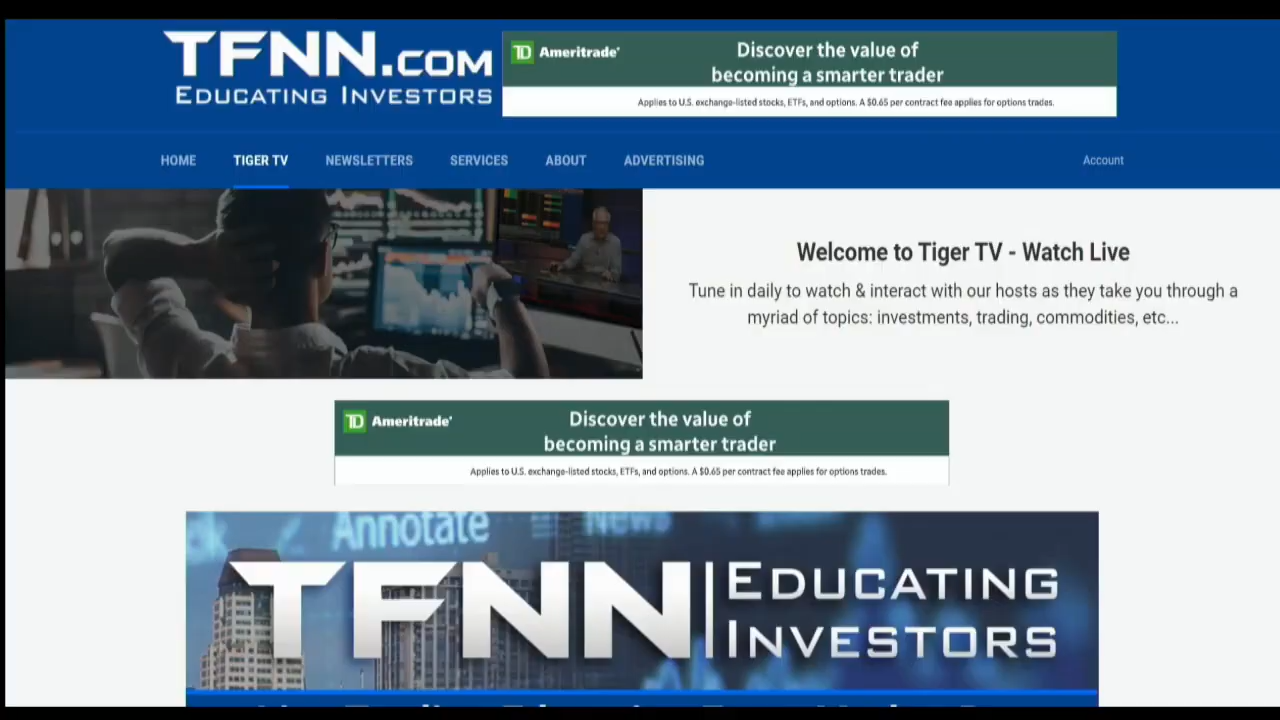 TFNN.COM
EDUCATING INVESTORS
TD Ameritrade
Discover the value of
becoming a smarter trader
Applies to U.S. exchange-listed stocks, ETFs, and options. A $0.65 per contract fee applies for options trades.
HOME TIGER TV NEWSLETTERS SERVICES ABOUT ADVERTISING Account
Welcome to Tiger TV - Watch Live
Tune in daily to watch & interact with our hosts as they take you through a
myriad of topics: investments, trading, commodities, etc...
TD Ameritrade
Discover the value of
becoming a smarter trader
Applies to U.S. exchange-listed stocks, ETFs, and options. A $0.65 per contract fee applies for options trades.
Annotate News
TFNN EDUCATING
INVESTORS